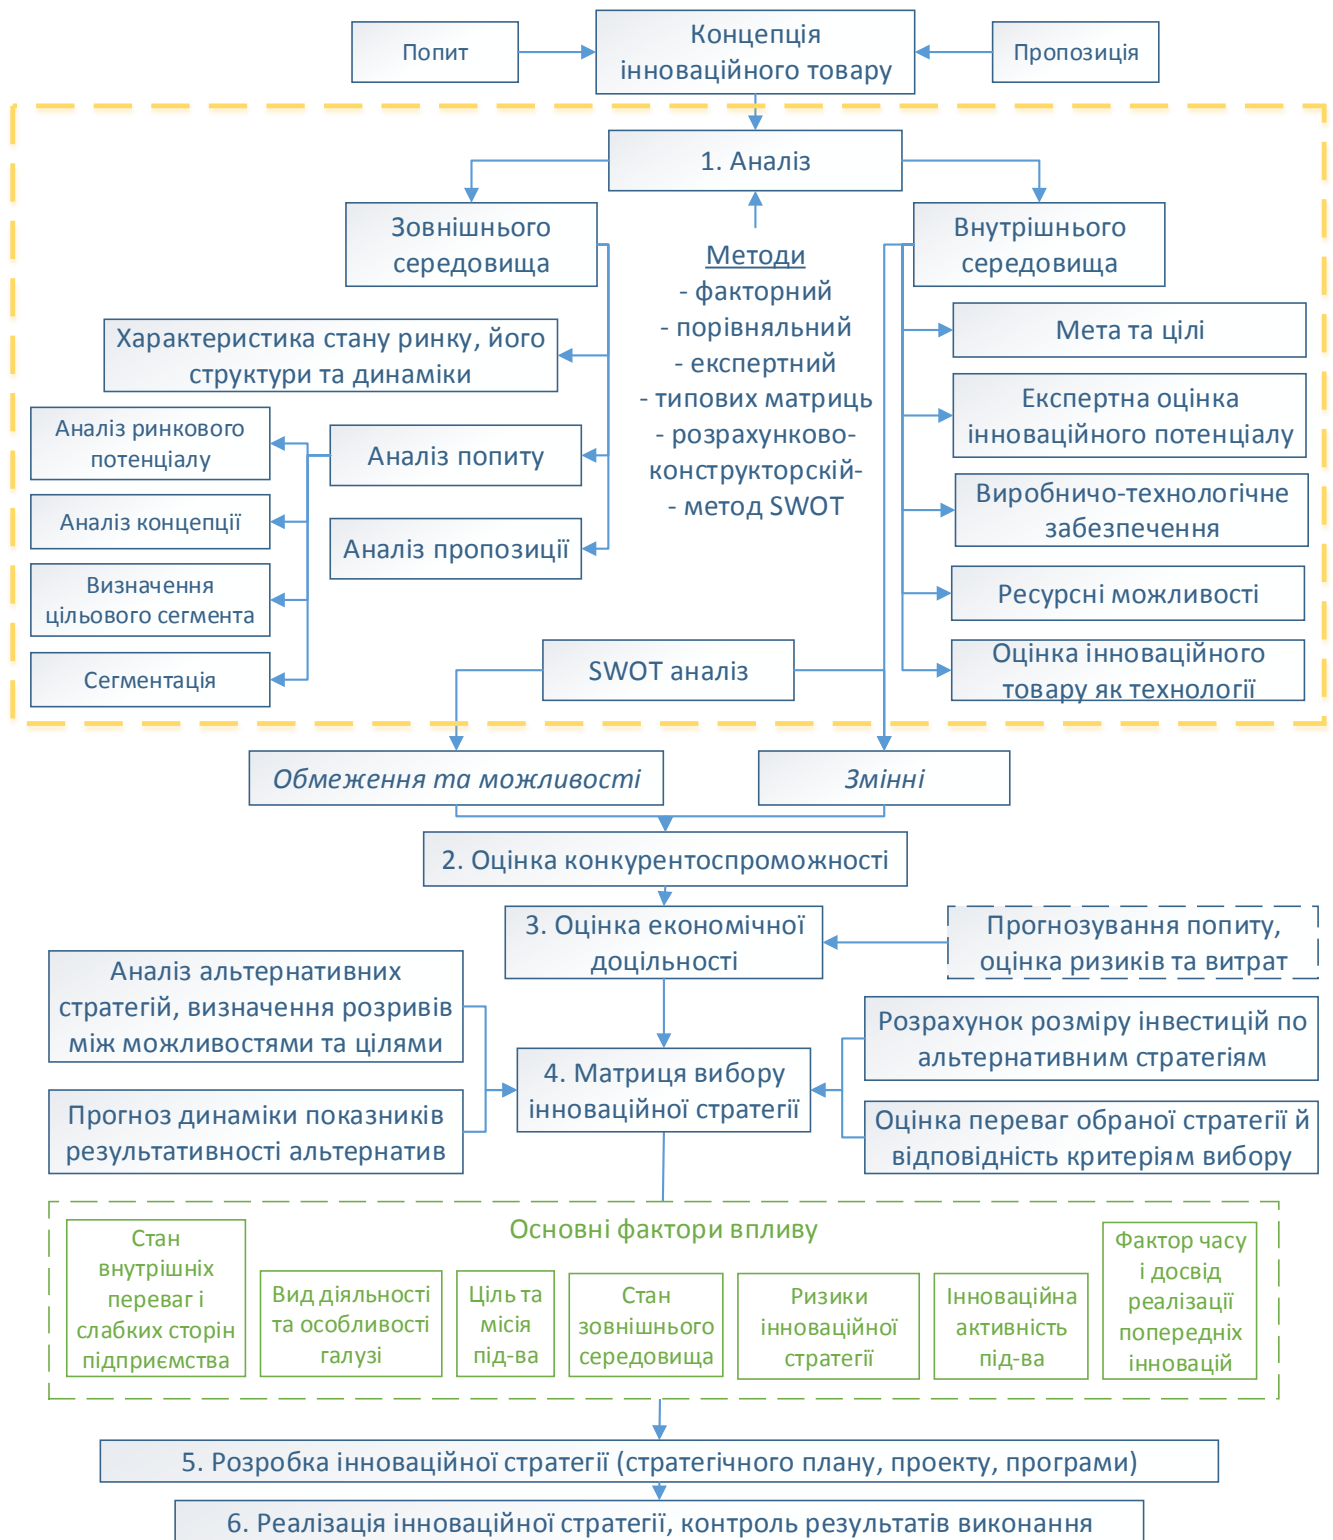 Попит
Концепція
інноваційного товару
Пропозиція
1. Аналіз
Зовнішнього
середовища
Внутрішнього
середовища
Методи
- факторний
- порівняльний
- експертний
- типових матриць
- розрахунково-
конструкторскій-
- метод SWOT
Характеристика стану ринку, його
структури та динаміки
Аналіз попиту
Аналіз пропозиції
Аналіз ринкового
потенціалу
Аналіз концепції
Визначення
цільового сегмента
Сегментація
Мета та цілі
Експертна оцінка
інноваційного потенціалу
Виробничо-технологічне
забезпечення
Ресурсні можливості
Оцінка інноваційного
товару як технології
SWOT аналіз
Обмеження та можливості
Змінні
2. Оцінка конкурентоспроможності
3. Оцінка економічної
доцільності
Прогнозування попиту,
оцінка ризиків та витрат
Аналіз альтернативних
стратегій, визначення розривів
між можливостями та цілями
Прогноз динаміки показників
результативності альтернатив
4. Матриця вибору
інноваційної стратегії
Розрахунок розміру інвестицій по
альтернативним стратегіям
Оцінка переваг обраної стратегії й
відповідність критеріям вибору
Основні фактори впливу
Стан
внутрішніх
переваг і
слабких сторін
підприємства
Вид діяльності
та особливості
галузі
Ціль та
місія
під-ва
Стан
зовнішнього
середовища
Ризики
інноваційної
стратегії
Інноваційна
активність
під-ва
Фактор часу
і досвід
реалізації
попередніх
інновацій
5. Розробка інноваційної стратегії (стратегічного плану, проекту, програми)
6. Реалізація інноваційної стратегії, контроль результатів виконання